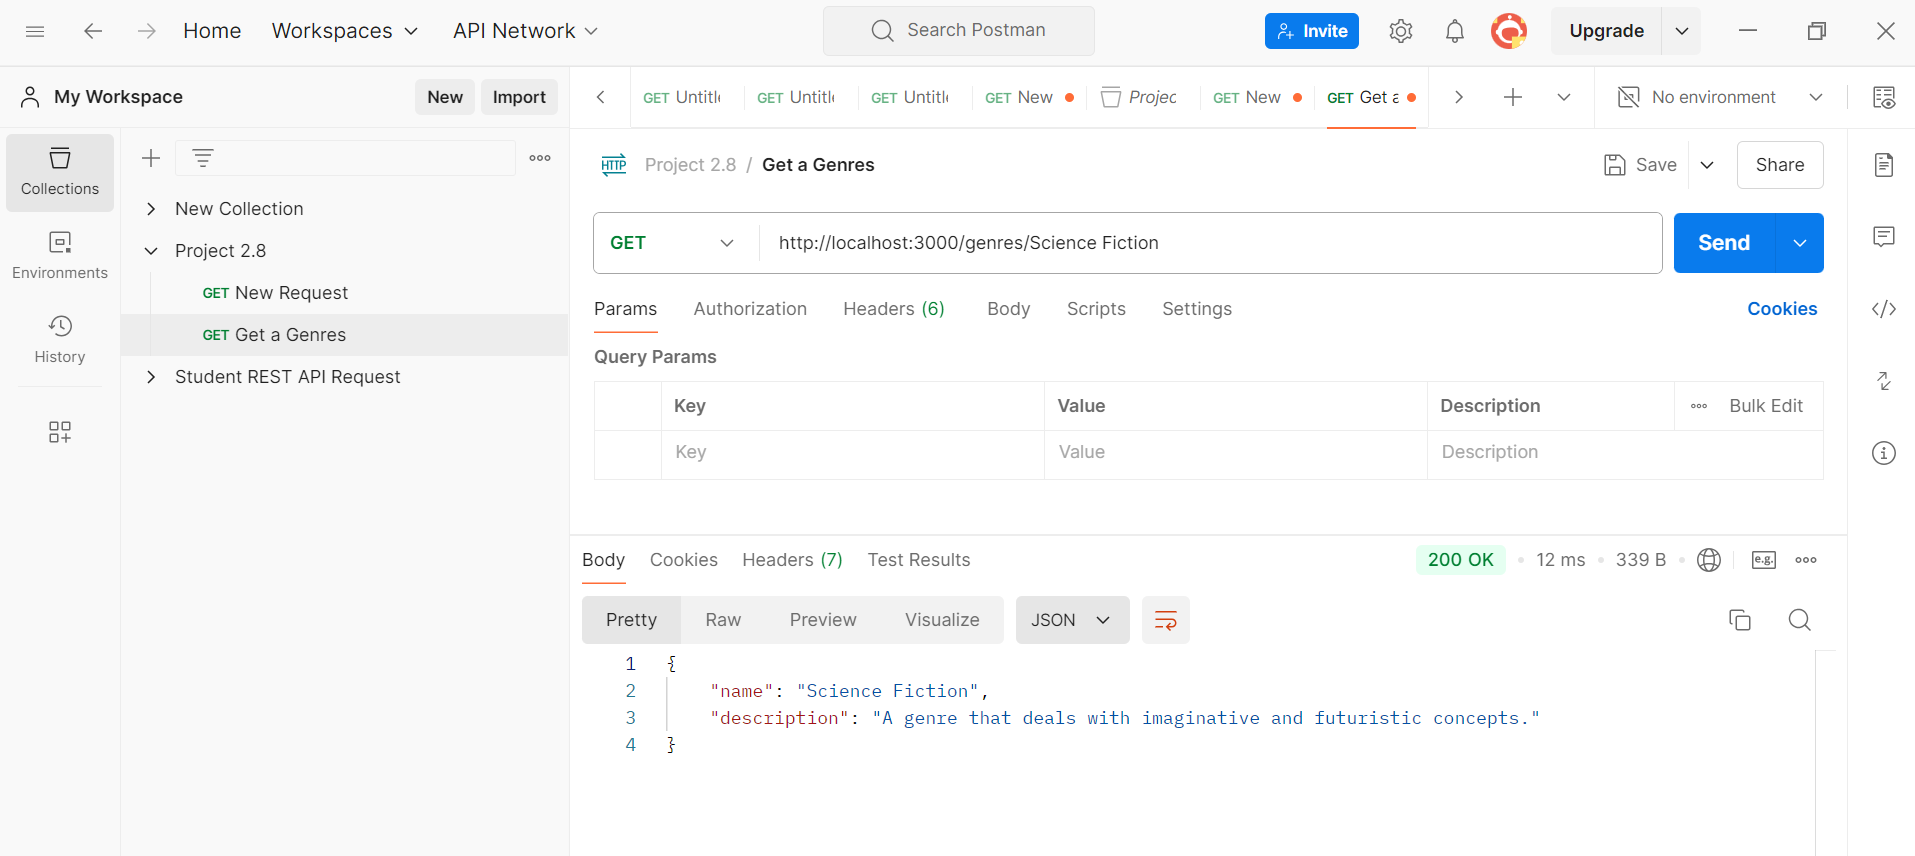 Home Workspaces API Network Search Postman Invite Upgrade
My Workspace New Import
GET Untitl GET Untitl GET Untitl GET New Projec GET New GET Get a No environment
Collections
Environments
History
New Collection
Project 2.8
GET New Request
GET Get a Genres
Student REST API Request
HTTP Project 2.8 / Get a Genres Save Share
GET http://localhost:3000/genres/Science Fiction Send
Params Authorization Headers (6) Body Scripts Settings Cookies
Query Params
Key Value Description Bulk Edit
Key Value Description
Body Cookies Headers (7) Test Results 200 OK 12 ms 339 B e.g.
Pretty Raw Preview Visualize JSON
1 {
2 "name": "Science Fiction",
3 "description": "A genre that deals with imaginative and futuristic concepts."
4 }